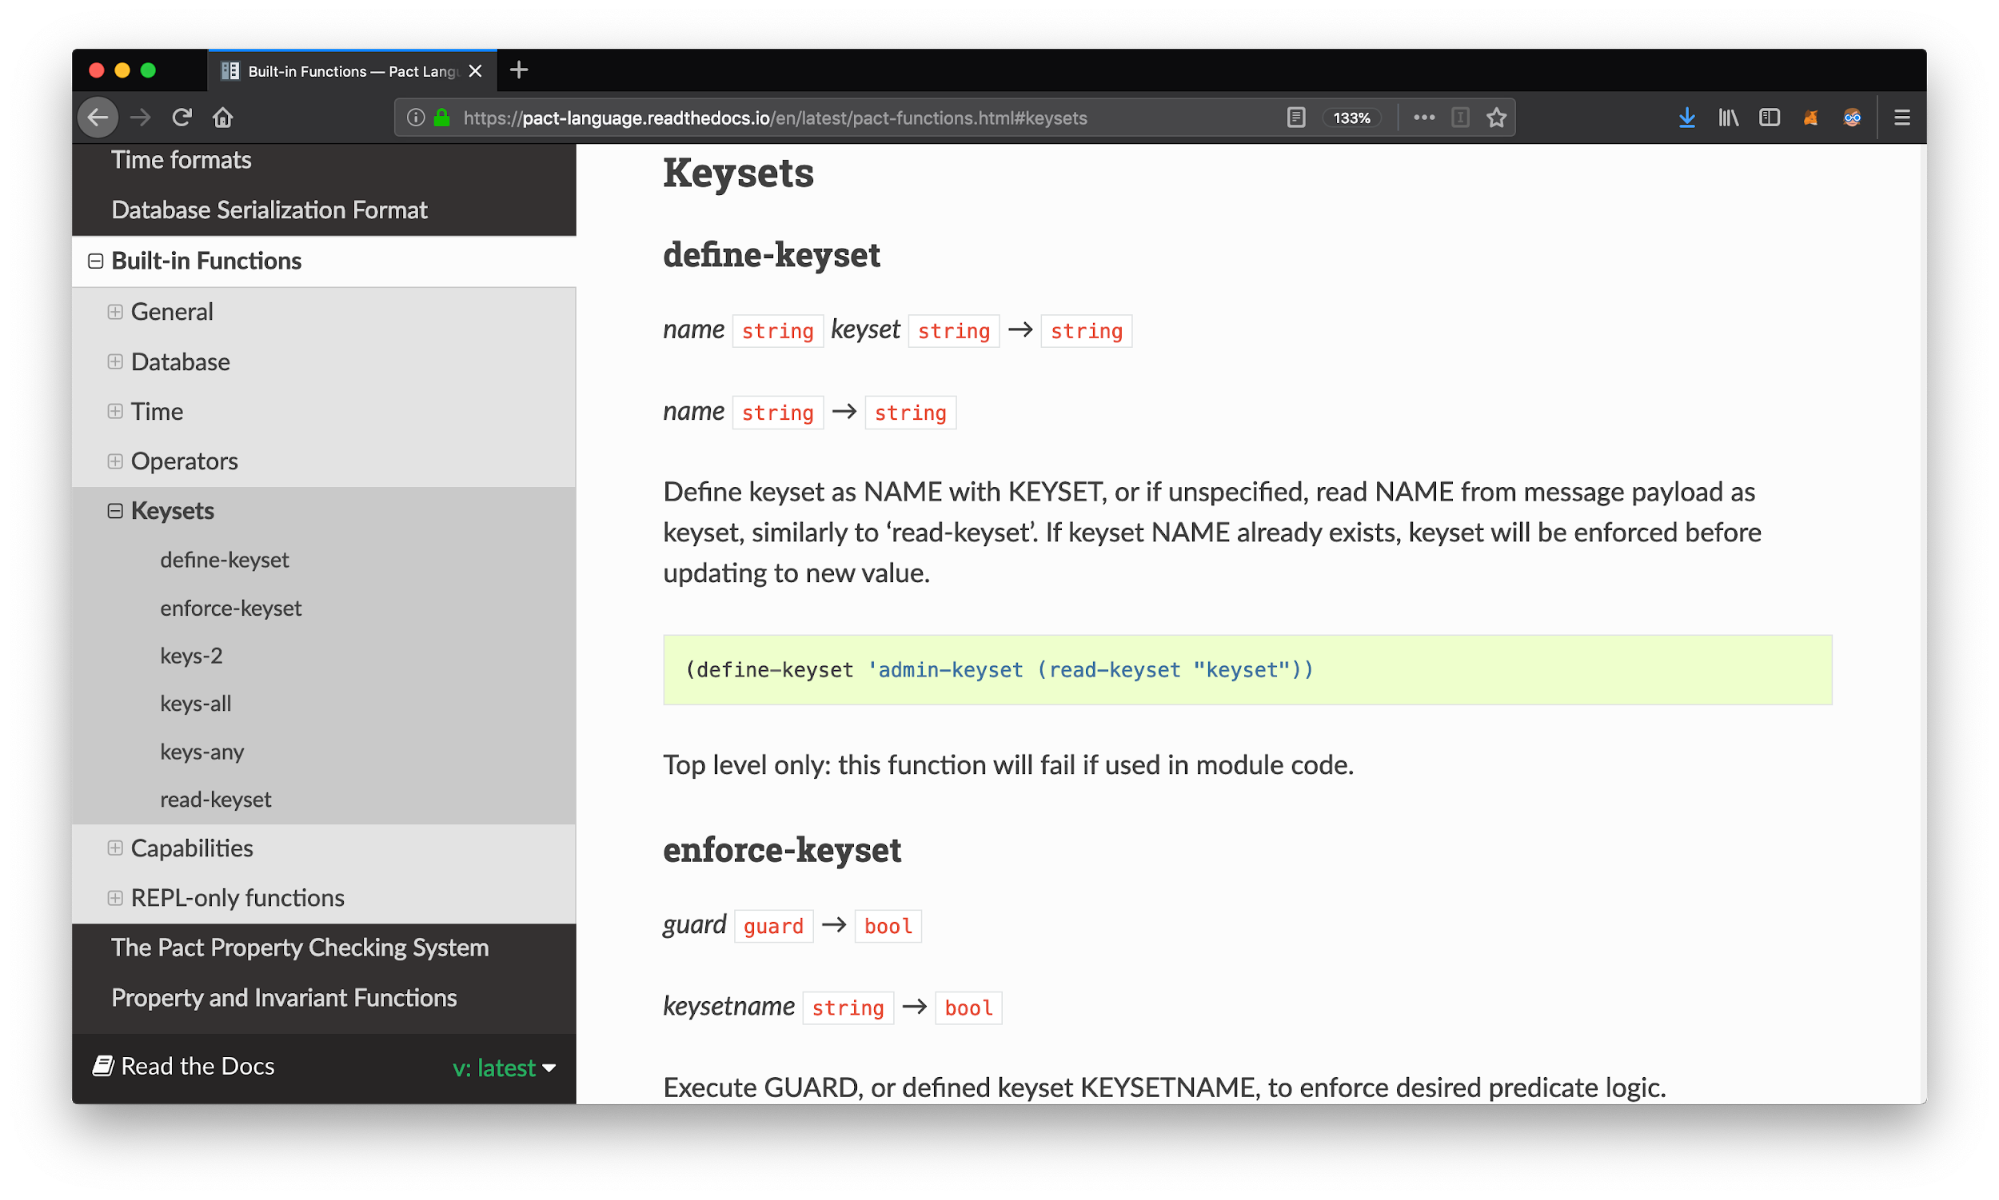 Built-in Functions — Pact Lang
https://pact-language.readthedocs.io/en/latest/pact-functions.html#keysets
133%
Time formats
Database Serialization Format
Built-in Functions
General
Database
Time
Operators
Keysets
define-keyset
enforce-keyset
keys-2
keys-all
keys-any
read-keyset
Capabilities
REPL-only functions
The Pact Property Checking System
Property and Invariant Functions
Read the Docs
v: latest
Keysets
define-keyset
name string keyset string → string
name string → string
Define keyset as NAME with KEYSET, or if unspecified, read NAME from message payload as
keyset, similarly to ‘read-keyset’. If keyset NAME already exists, keyset will be enforced before
updating to new value.
(define-keyset 'admin-keyset (read-keyset "keyset"))
Top level only: this function will fail if used in module code.
enforce-keyset
guard guard → bool
keysetname string → bool
Execute GUARD, or defined keyset KEYSETNAME, to enforce desired predicate logic.